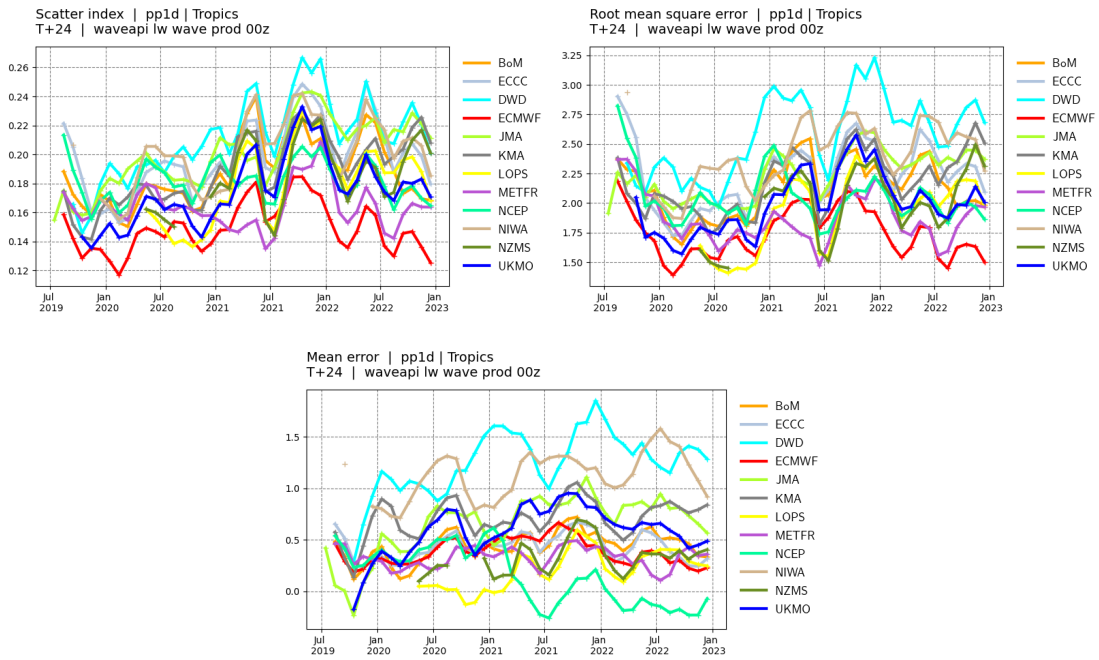 Scatter index | pp1d | Tropics
T+24 | waveapi lw wave prod 00z
0.26
0.24
0.22
0.20
0.18
0.16
0.14
0.12
Jul 2019
Jan 2020
Jul 2020
Jan 2021
Jul 2021
Jan 2022
Jul 2022
Jan 2023
BoM
ECCC
DWD
ECMWF
JMA
KMA
LOPS
METFR
NCEP
NIWA
NZMS
UKMO
Root mean square error | pp1d | Tropics
T+24 | waveapi lw wave prod 00z
3.25
3.00
2.75
2.50
2.25
2.00
1.75
1.50
Jul 2019
Jan 2020
Jul 2020
Jan 2021
Jul 2021
Jan 2022
Jul 2022
Jan 2023
BoM
ECCC
DWD
ECMWF
JMA
KMA
LOPS
METFR
NCEP
NIWA
NZMS
UKMO
Mean error | pp1d | Tropics
T+24 | waveapi lw wave prod 00z
1.5
1.0
0.5
0.0
Jul 2019
Jan 2020
Jul 2020
Jan 2021
Jul 2021
Jan 2022
Jul 2022
Jan 2023
BoM
ECCC
DWD
ECMWF
JMA
KMA
LOPS
METFR
NCEP
NIWA
NZMS
UKMO